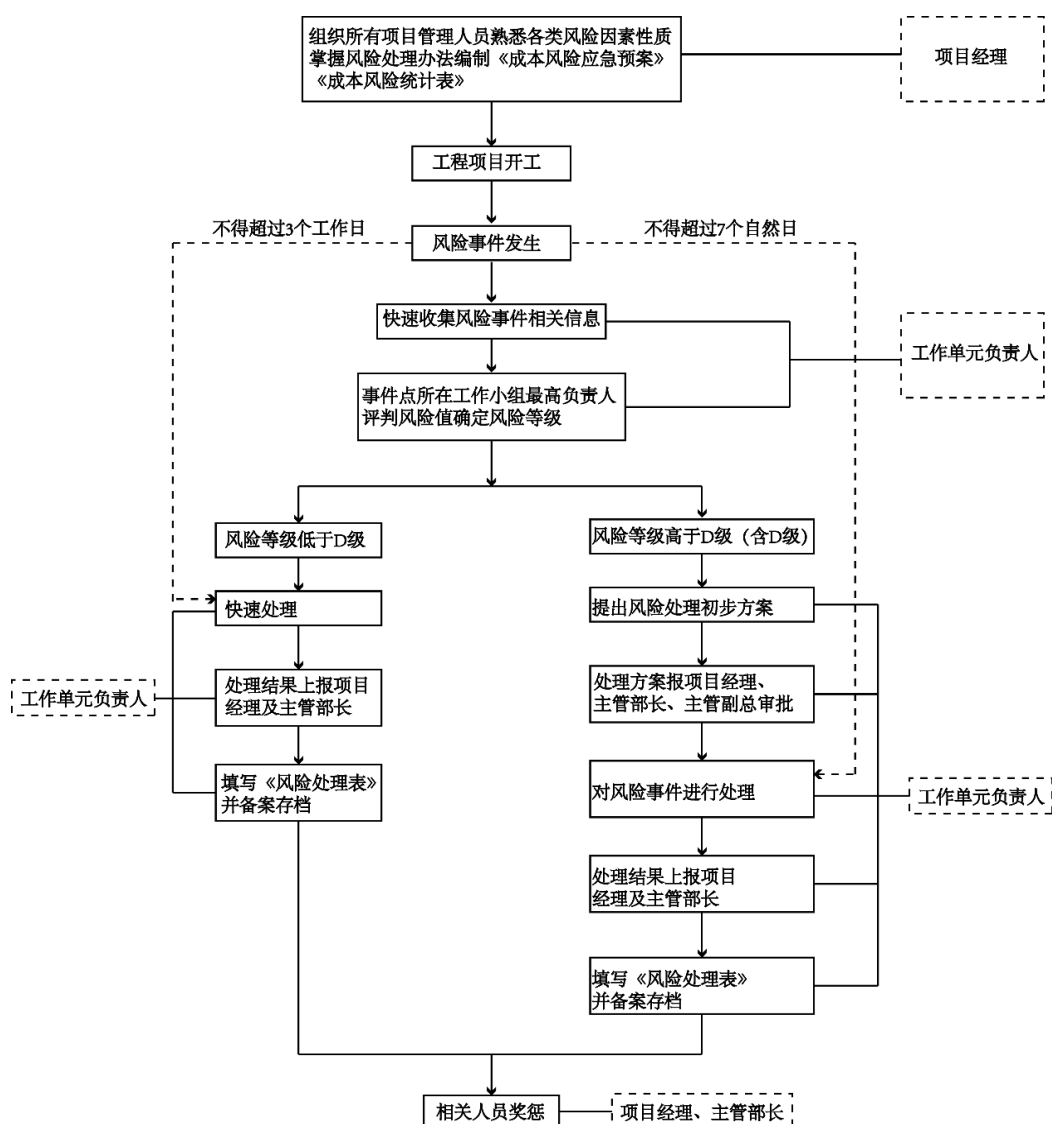 组织所有项目管理人员熟悉各类风险因素性质
掌握风险处理办法编制《成本风险应急预案》
《成本风险统计表》
项目经理
工程项目开工
不得超过3个工作日
不得超过7个自然日
风险事件发生
快速收集风险事件相关信息
工作单元负责人
事件点所在工作小组最高负责人
评判风险值确定风险等级
风险等级低于D级
风险等级高于D级（含D级）
快速处理
提出风险处理初步方案
工作单元负责人
处理结果上报项目
经理及主管部长
处理方案报项目经理、
主管部长、主管副总审批
填写《风险处理表》
并备案存档
对风险事件进行处理
工作单元负责人
处理结果上报项目
经理及主管部长
填写《风险处理表》
并备案存档
相关人员奖惩
项目经理、主管部长